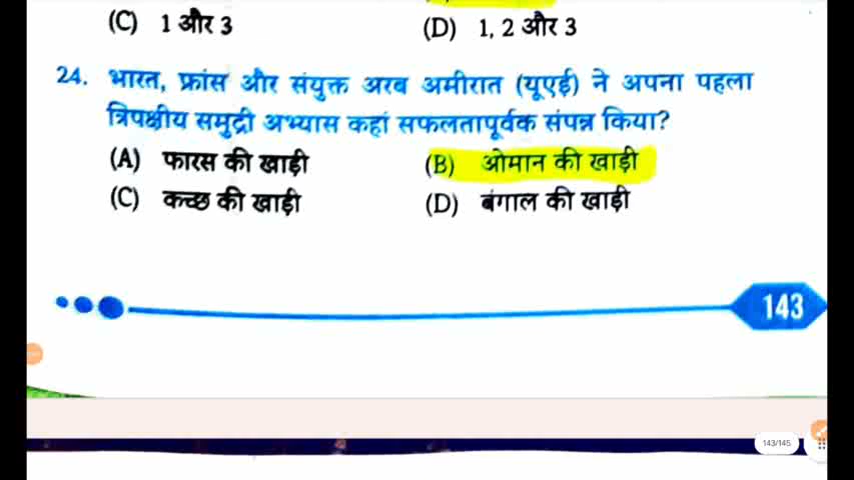 (C) 1 और 3 (D) 1, 2 और 3
24. भारत, फ्रांस और संयुक्त अरब अमीरात (यूएई) ने अपना पहला
त्रिपक्षीय समुद्री अभ्यास कहां सफलतापूर्वक संपन्न किया?
(A) फारस की खाड़ी (B) ओमान की खाड़ी
(C) कच्छ की खाड़ी (D) बंगाल की खाड़ी
143
143/145